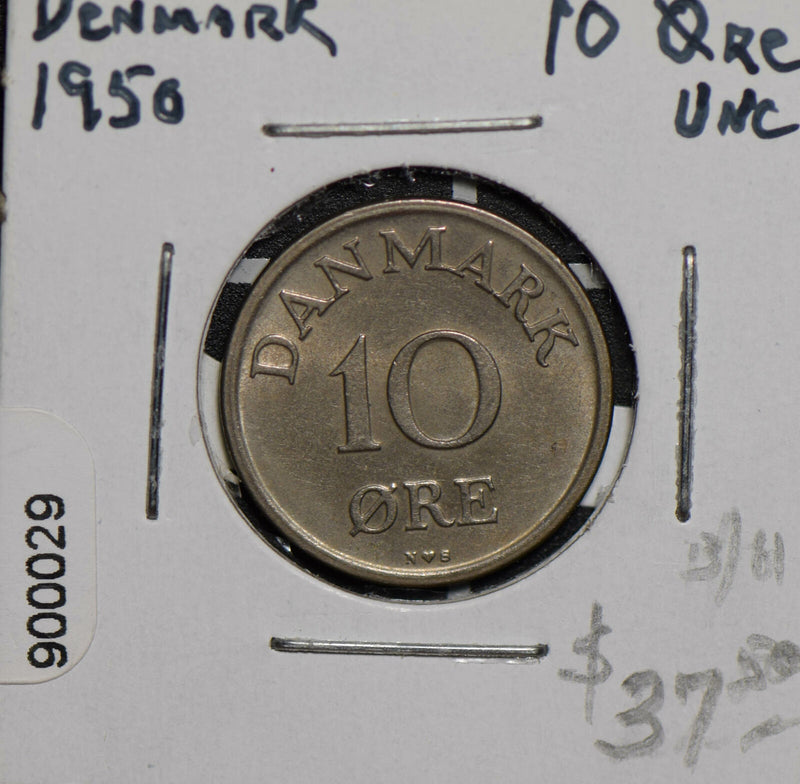 DENMARK 10 ØRE
1950 UNC
DANMARK
10
ØRE
N♥S
900029
$37.50